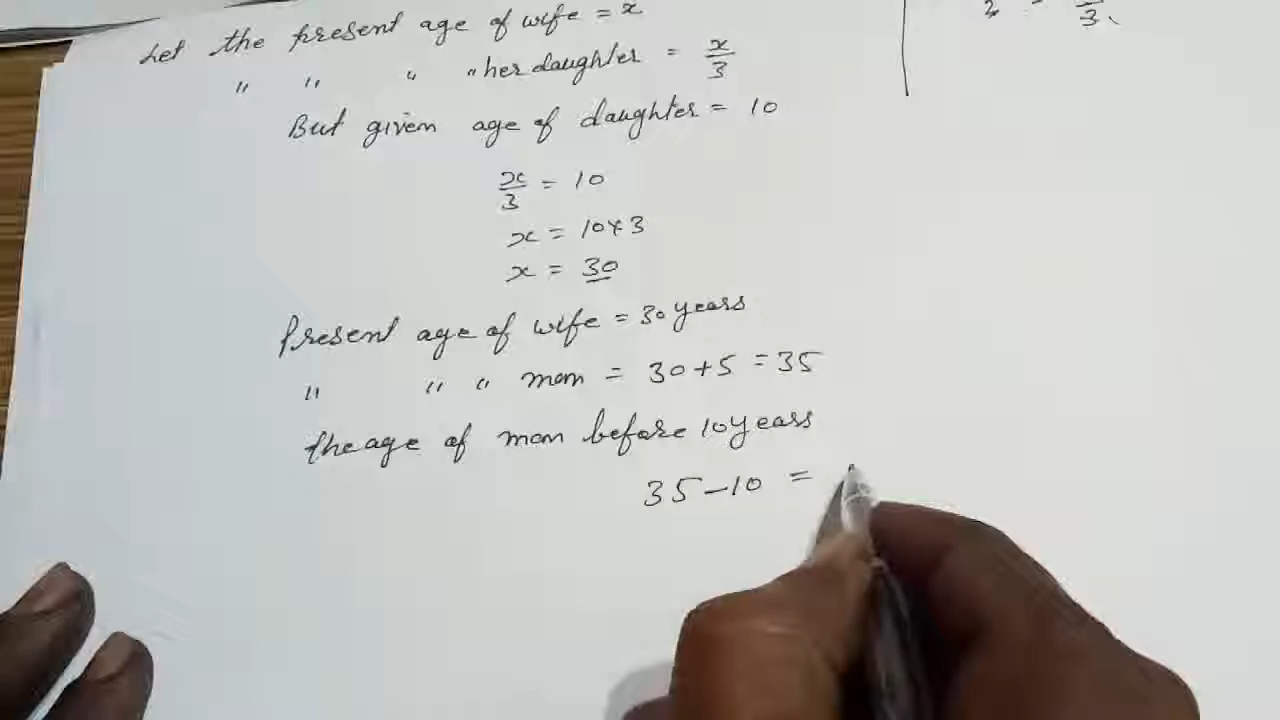 Let the present age of wife = x
" " " " her daughter = x/3
But given age of daughter = 10
x/3 = 10
x = 10×3
x = 30
Present age of wife = 30 years
" " " man = 30+5 = 35
the age of man before 10 years
35-10 =